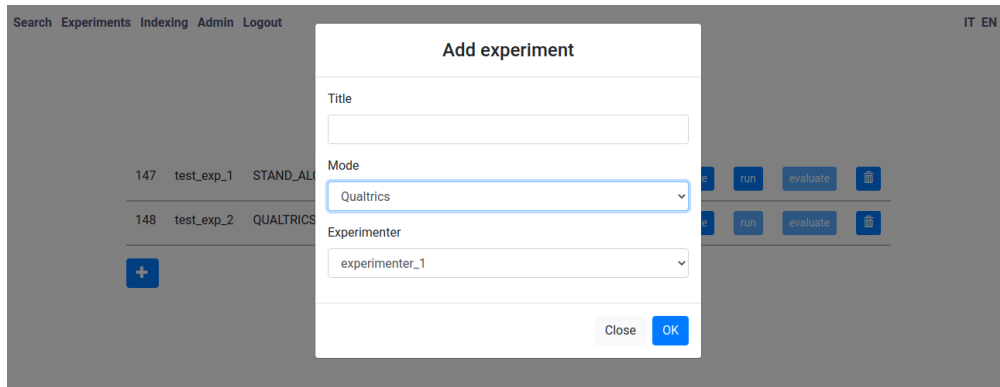 Search Experiments Indexing Admin Logout IT EN
Add experiment
Title
Mode
Qualtrics
Experimenter
experimenter_1
Close OK
147 test_exp_1 run evaluate
148 test_exp_2 QUALTRICS run evaluate